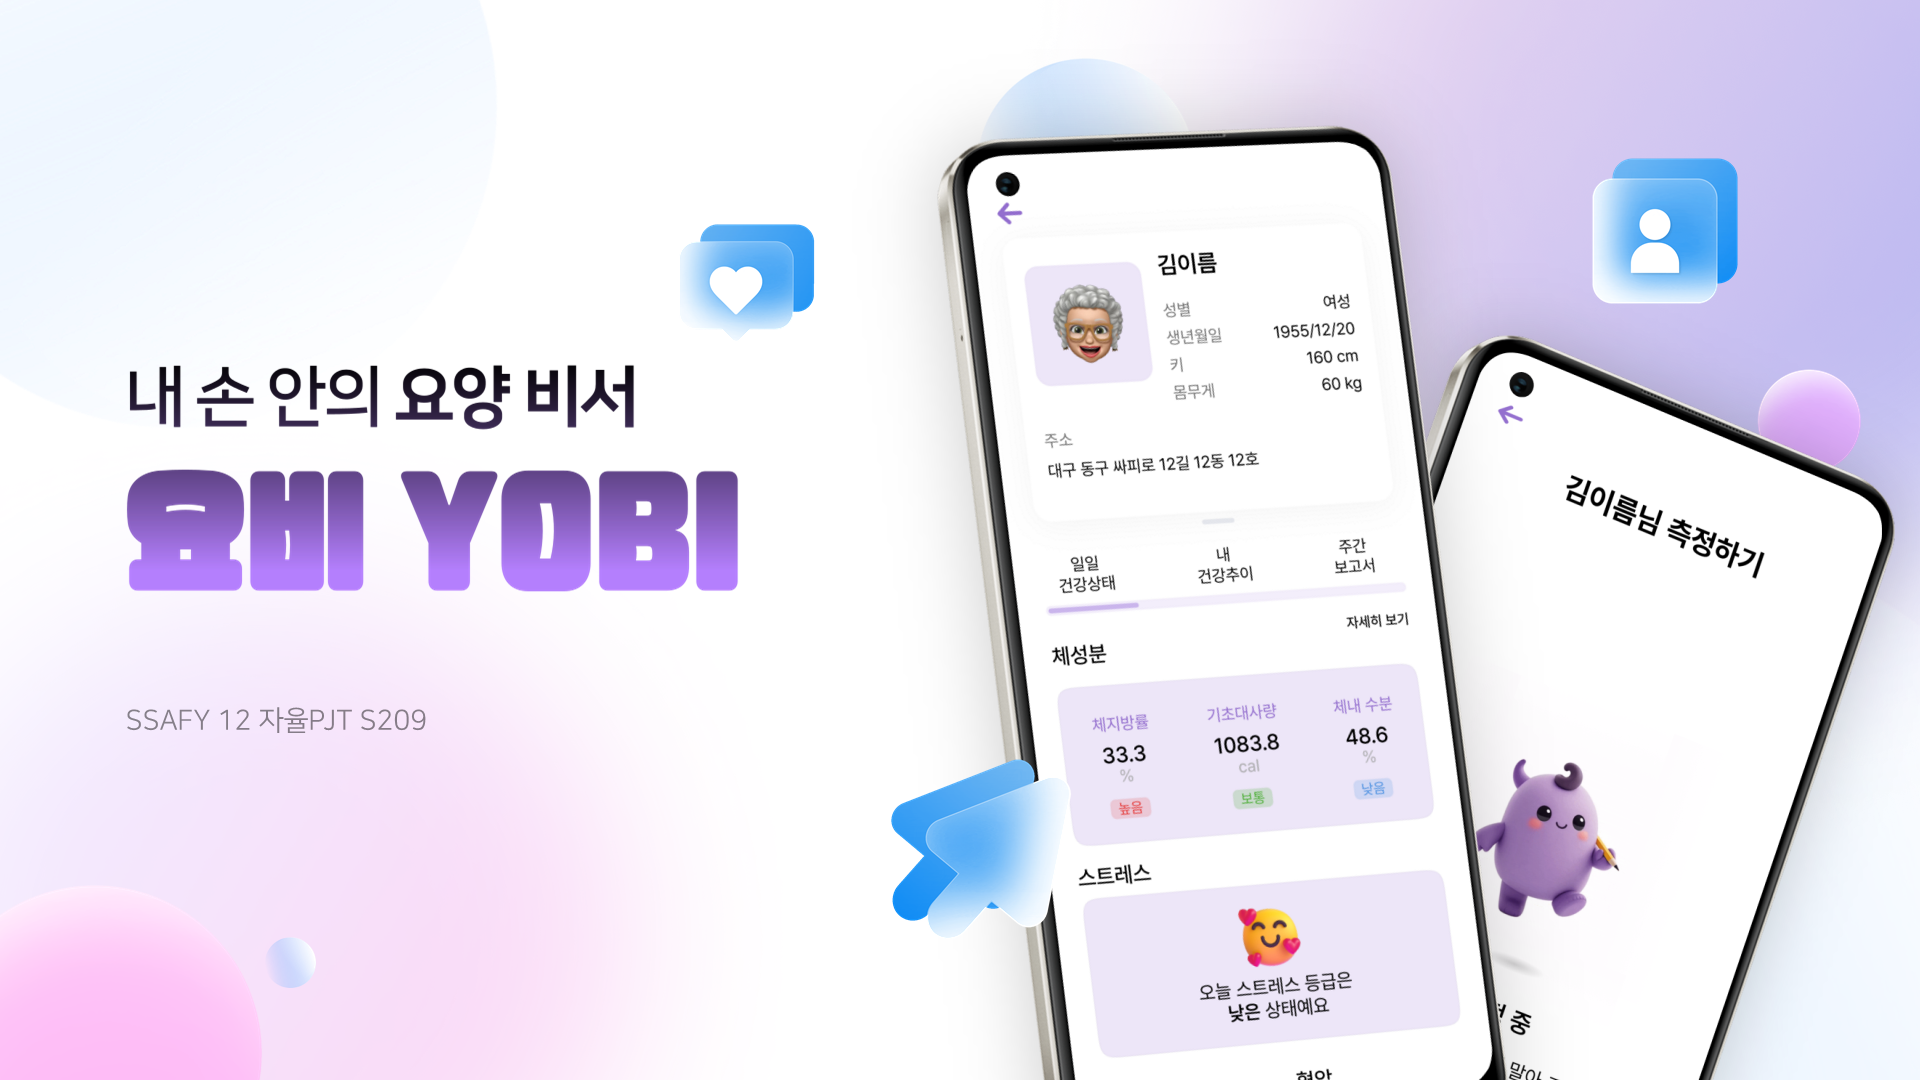 내 손 안의 요양 비서
요비 YOBI
SSAFY 12 자율PJT S209
김이름
성별 여성
생년월일 1955/12/20
키 160 cm
몸무게 60 kg
주소
대구 동구 싸피로 12길 12동 12호
일일
건강상태
내
건강추이
주간
보고서
자세히 보기
체성분
체지방률 기초대사량 체내 수분
33.3 1083.8 48.6
% cal %
높음 보통 낮음
스트레스
오늘 스트레스 등급은
낮은 상태예요
혈압
김이름님 측정하기
중
말아